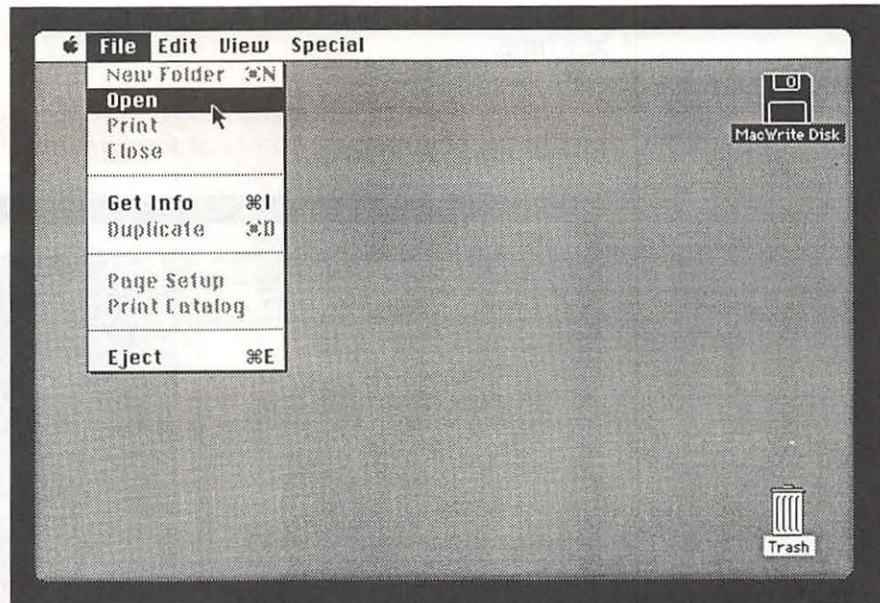 File Edit View Special
New Folder ⌘N
Open
Print
Close
Get Info ⌘I
Duplicate ⌘D
Page Setup
Print Catalog
Eject ⌘E
MacWrite Disk
Trash